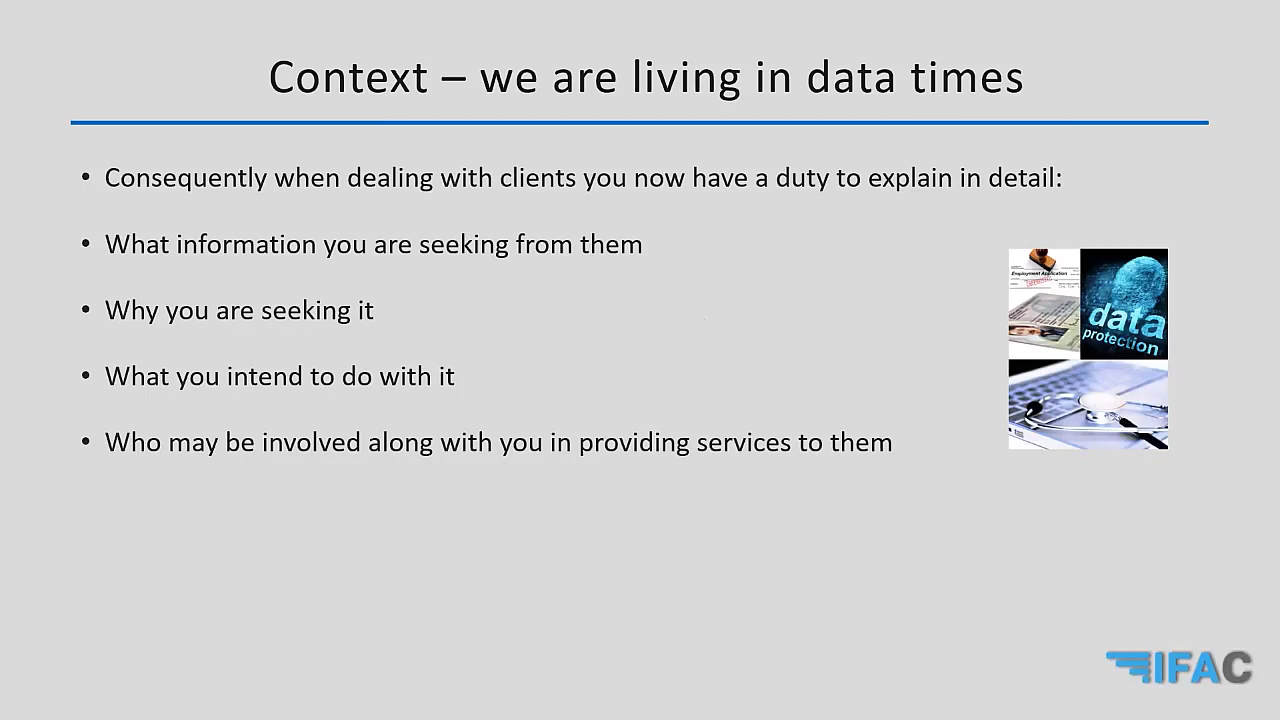 Context – we are living in data times
• Consequently when dealing with clients you now have a duty to explain in detail:
• What information you are seeking from them
• Why you are seeking it
• What you intend to do with it
• Who may be involved along with you in providing services to them
Employment Application
data
protection
IFAC